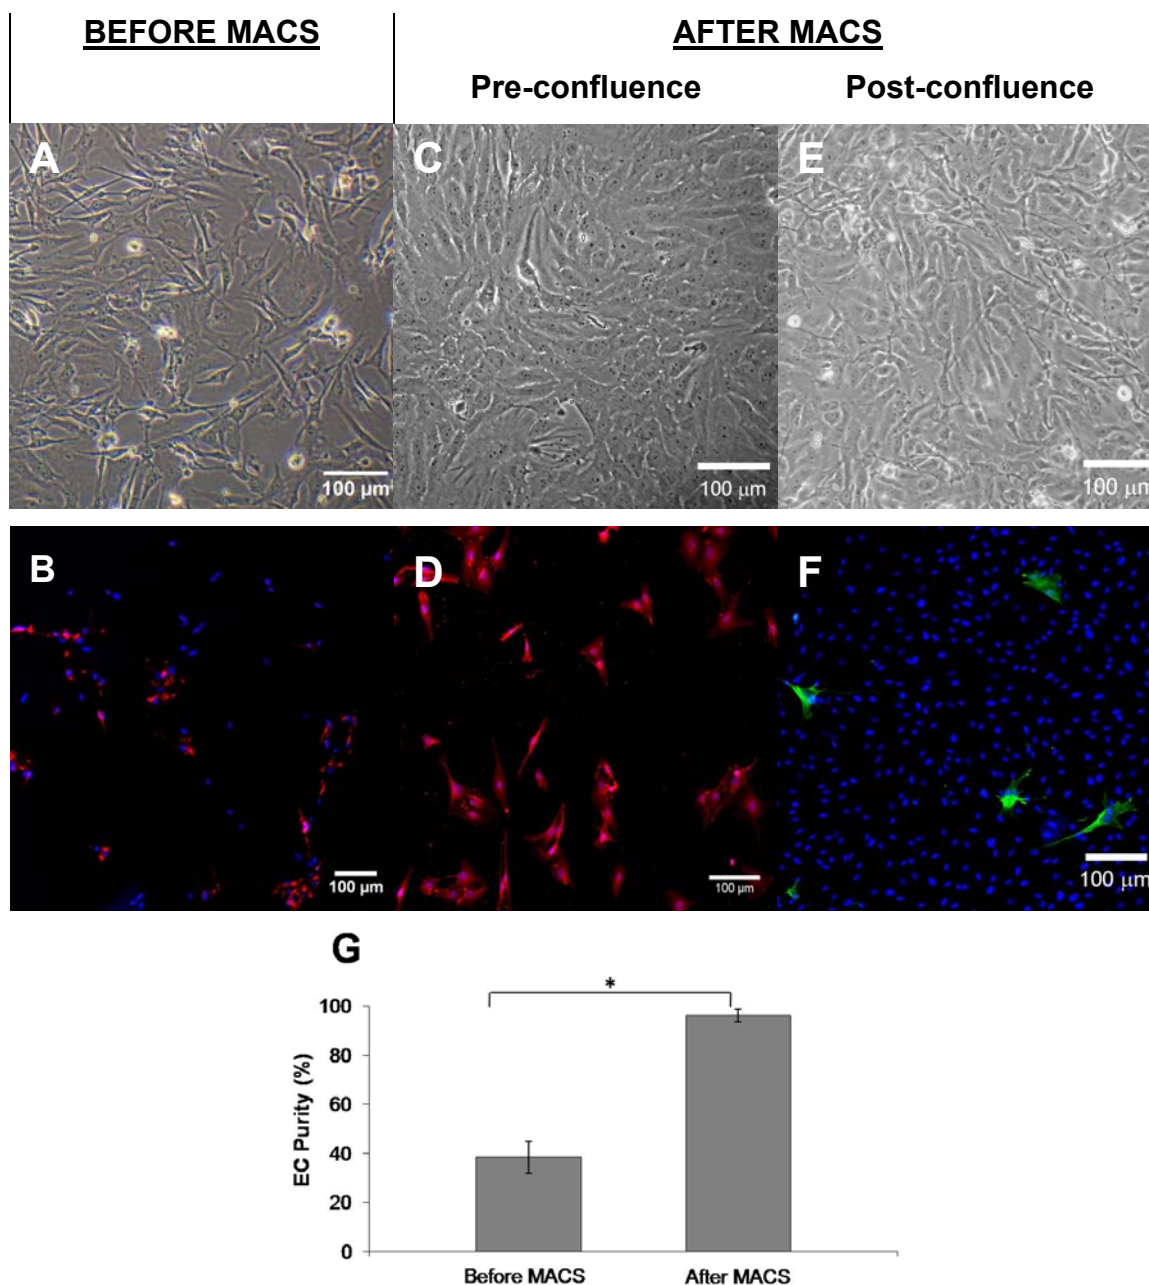 BEFORE MACS
AFTER MACS
Pre-confluence
Post-confluence
A
C
E
100 µm
100 µm
100 µm
B
D
F
100 µm
100 µm
100 µm
G
*
100
80
60
40
20
0
EC Purity (%)
Before MACS
After MACS